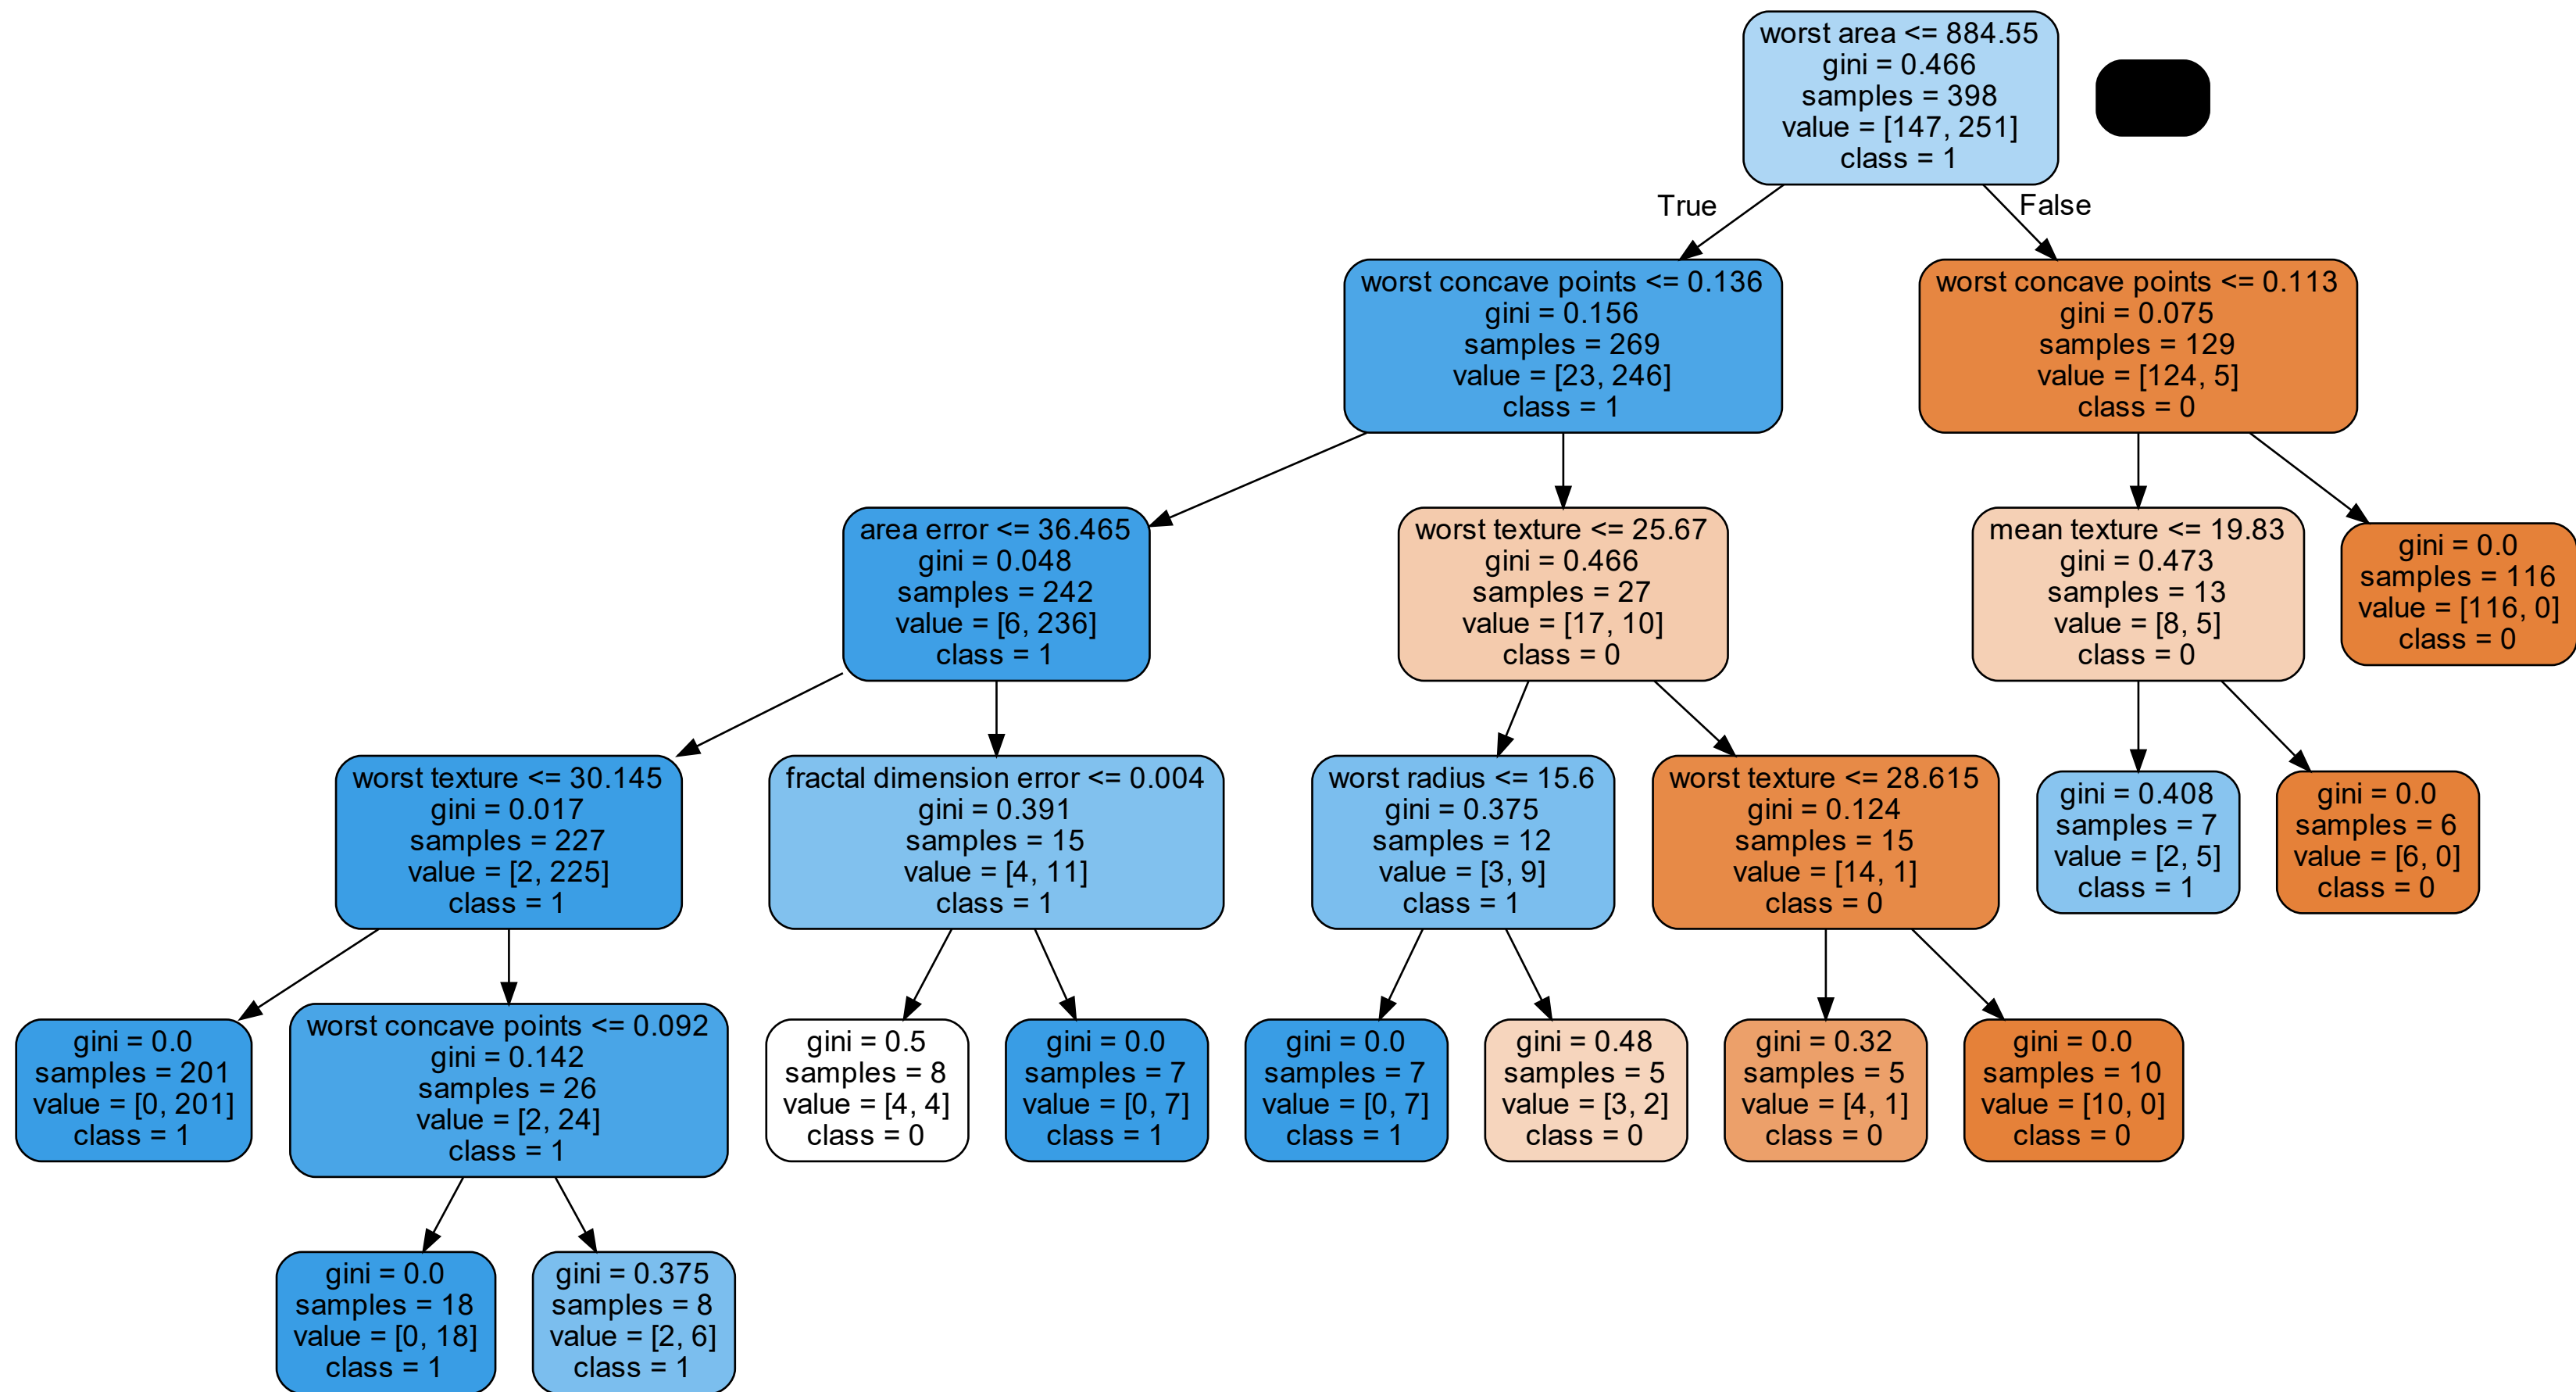 worst area <= 884.55
gini = 0.466
samples = 398
value = [147, 251]
class = 1
True
False
worst concave points <= 0.136
gini = 0.156
samples = 269
value = [23, 246]
class = 1
worst concave points <= 0.113
gini = 0.075
samples = 129
value = [124, 5]
class = 0
area error <= 36.465
gini = 0.048
samples = 242
value = [6, 236]
class = 1
worst texture <= 25.67
gini = 0.466
samples = 27
value = [17, 10]
class = 0
mean texture <= 19.83
gini = 0.473
samples = 13
value = [8, 5]
class = 0
gini = 0.0
samples = 116
value = [116, 0]
class = 0
worst texture <= 30.145
gini = 0.017
samples = 227
value = [2, 225]
class = 1
fractal dimension error <= 0.004
gini = 0.391
samples = 15
value = [4, 11]
class = 1
worst radius <= 15.6
gini = 0.375
samples = 12
value = [3, 9]
class = 1
worst texture <= 28.615
gini = 0.124
samples = 15
value = [14, 1]
class = 0
gini = 0.408
samples = 7
value = [2, 5]
class = 1
gini = 0.0
samples = 6
value = [6, 0]
class = 0
gini = 0.0
samples = 201
value = [0, 201]
class = 1
worst concave points <= 0.092
gini = 0.142
samples = 26
value = [2, 24]
class = 1
gini = 0.5
samples = 8
value = [4, 4]
class = 0
gini = 0.0
samples = 7
value = [0, 7]
class = 1
gini = 0.0
samples = 7
value = [0, 7]
class = 1
gini = 0.48
samples = 5
value = [3, 2]
class = 0
gini = 0.32
samples = 5
value = [4, 1]
class = 0
gini = 0.0
samples = 10
value = [10, 0]
class = 0
gini = 0.0
samples = 18
value = [0, 18]
class = 1
gini = 0.375
samples = 8
value = [2, 6]
class = 1